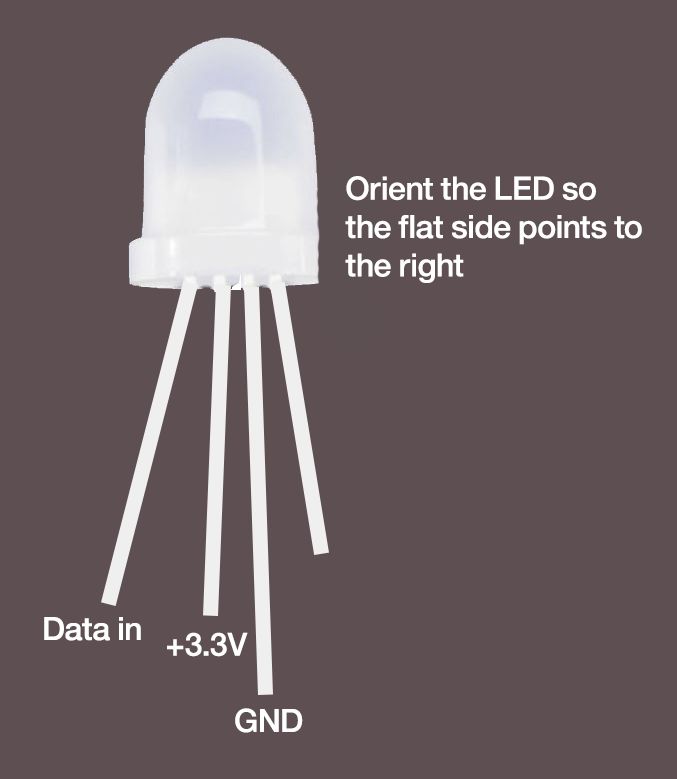 Orient the LED so
the flat side points to
the right
Data in
+3.3V
GND